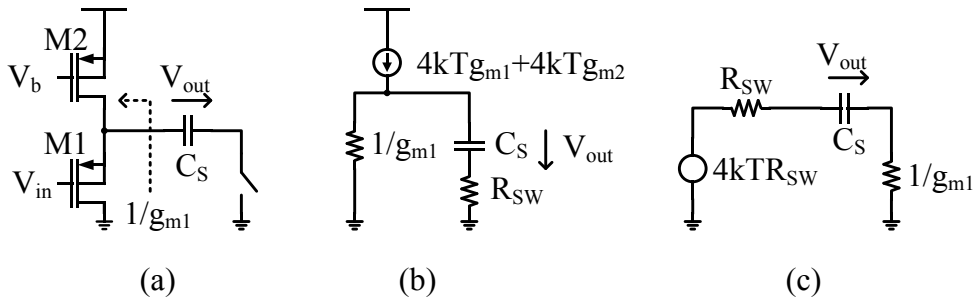 M2
V_b
V_out
M1
C_S
V_in
1/g_m1
(a)
4kTg_m1+4kTg_m2
1/g_m1
C_S
V_out
R_SW
(b)
V_out
R_SW
C_S
4kTR_SW
1/g_m1
(c)